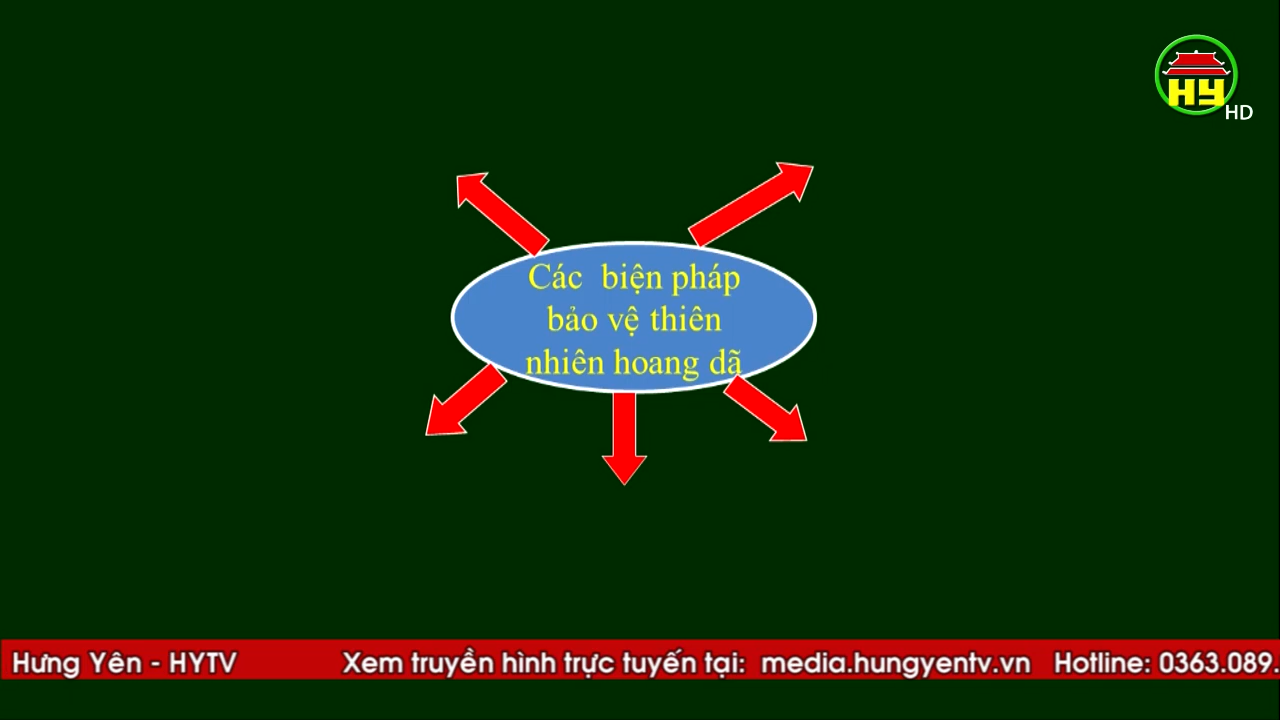 HY
HD
Các biện pháp
bảo vệ thiên
nhiên hoang dã
Hưng Yên - HYTV Xem truyền hình trực tuyến tại: media.hungyentv.vn Hotline: 0363.089.